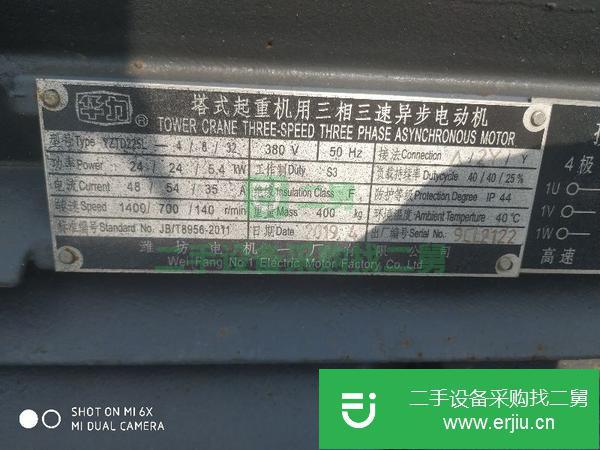 华力 ®
塔式起重机用三相三速异步电动机
TOWER CRANE THREE-SPEED THREE PHASE ASYNCHRONOUS MOTOR
型号Type YZTD225L - 4/8/32 380 V 50 Hz 接法Connection Y
功率Power 24/24/5.4 kW 工作制Duty S3 负载持续率Dutycycle 40/40/25%
电流Current 48/54/35 A 绝缘Insulation Class F 防护等级Protection Degree IP 44
转速Speed 1400/700/140 r/min 重量Mass 400 kg 环境温度Ambient Tamperture 40℃
标准编号Standard No. JB/T8956-2011 日期Date 2019.4 出厂编号Serial No.
潍坊电机一厂有限公司
Wei Fang No.1 Electric Motor Factory Co.Ltd
4极
1U
1V
1W
高速
SHOT ON MI 6X
MI DUAL CAMERA
二手设备采购找二舅
www.erjiu.cn